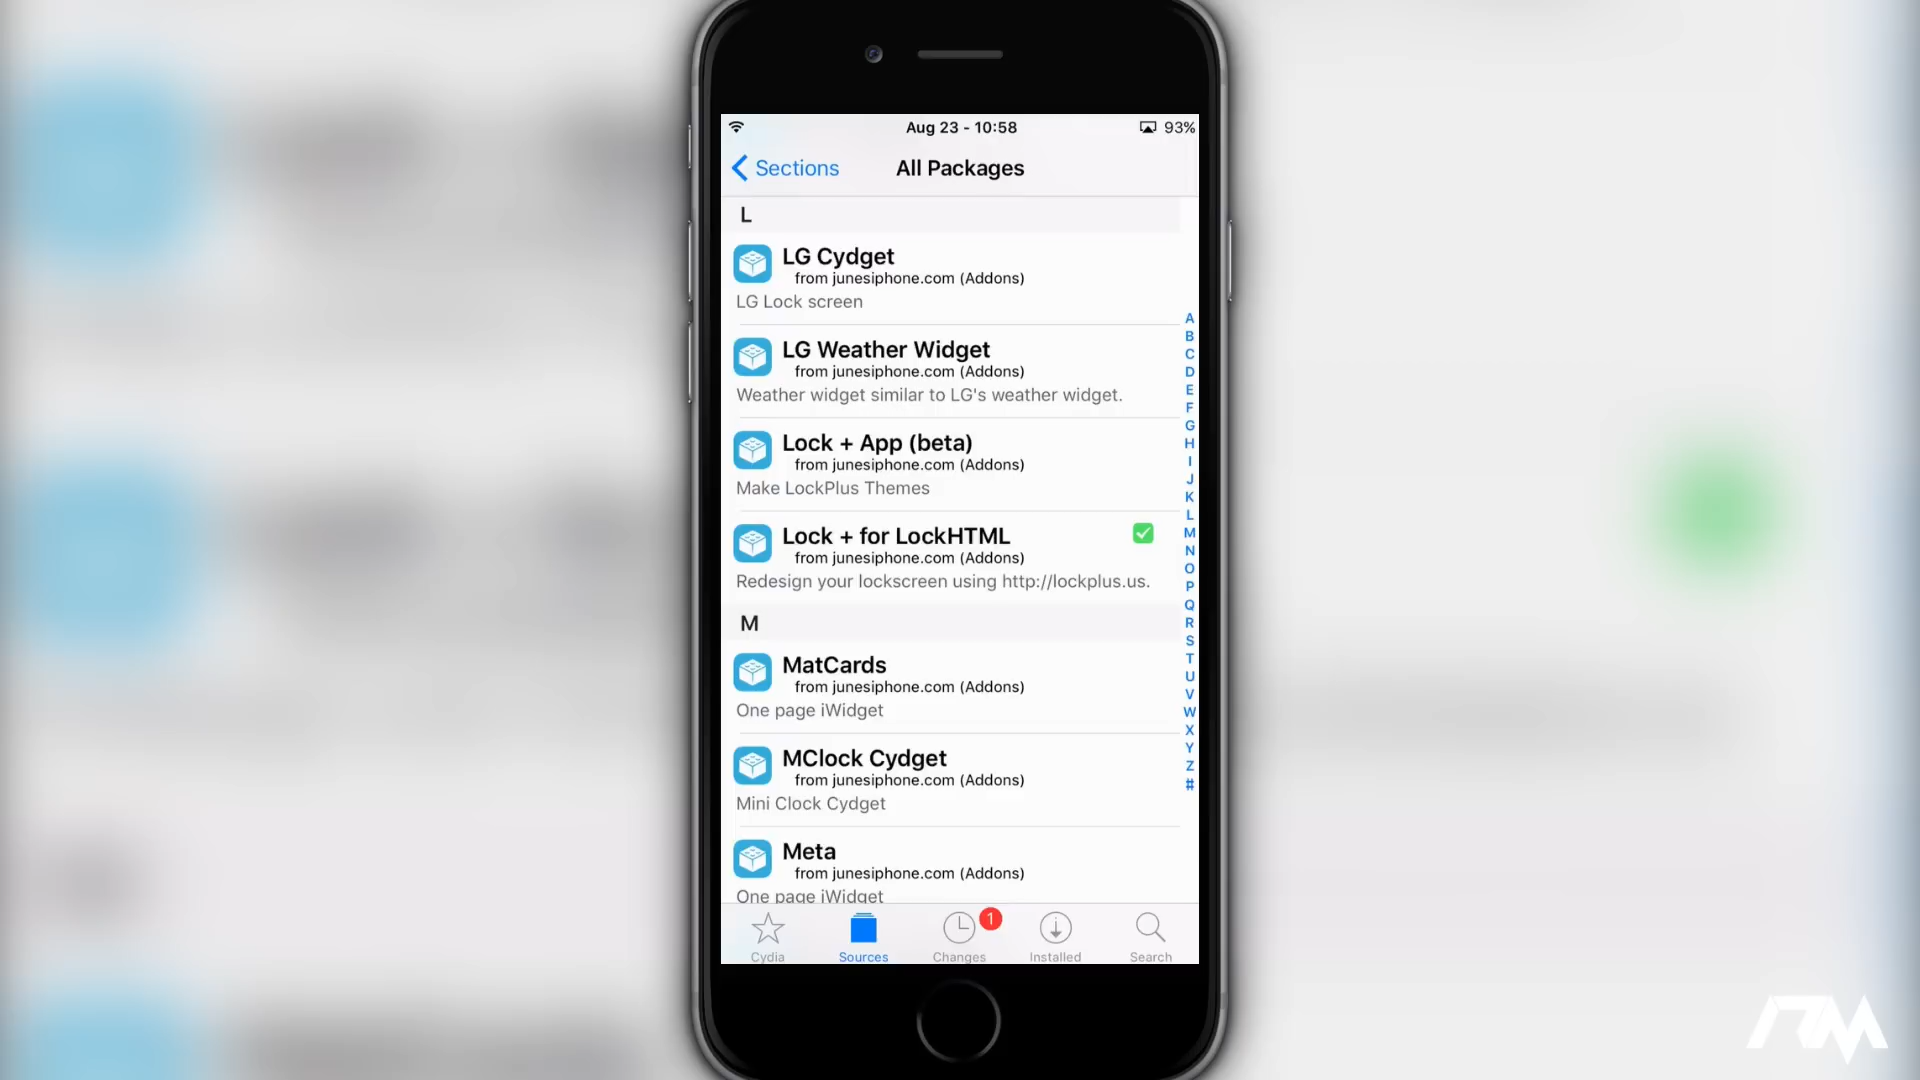 Aug 23 - 10:58
93%
Sections
All Packages
L
LG Cydget
from junesiphone.com (Addons)
LG Lock screen
LG Weather Widget
from junesiphone.com (Addons)
Weather widget similar to LG's weather widget.
Lock + App (beta)
from junesiphone.com (Addons)
Make LockPlus Themes
Lock + for LockHTML
from junesiphone.com (Addons)
Redesign your lockscreen using http://lockplus.us.
M
MatCards
from junesiphone.com (Addons)
One page iWidget
MClock Cydget
from junesiphone.com (Addons)
Mini Clock Cydget
Meta
from junesiphone.com (Addons)
One page iWidget
A
B
C
D
E
F
G
H
I
J
K
L
M
N
O
P
Q
R
S
T
U
V
W
X
Y
Z
#
1
Cydia
Sources
Changes
Installed
Search